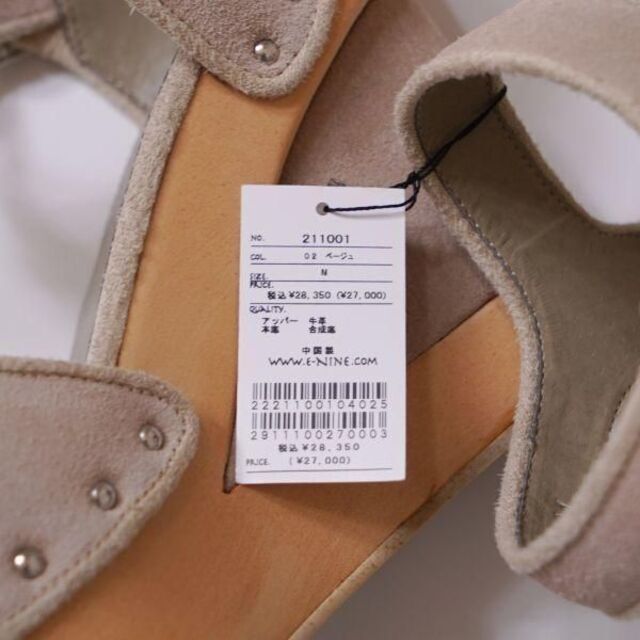 NO. 211001
COL. 02 ベージュ
SIZE. M
PRICE.
税込 ¥28,350 (¥27,000)
QUALITY.
アッパー 牛革
本底 合成底
中国製
WWW.E-NINE.COM
2221100104025
2911100270003
税込 ¥28,350
PRICE. (¥27,000)